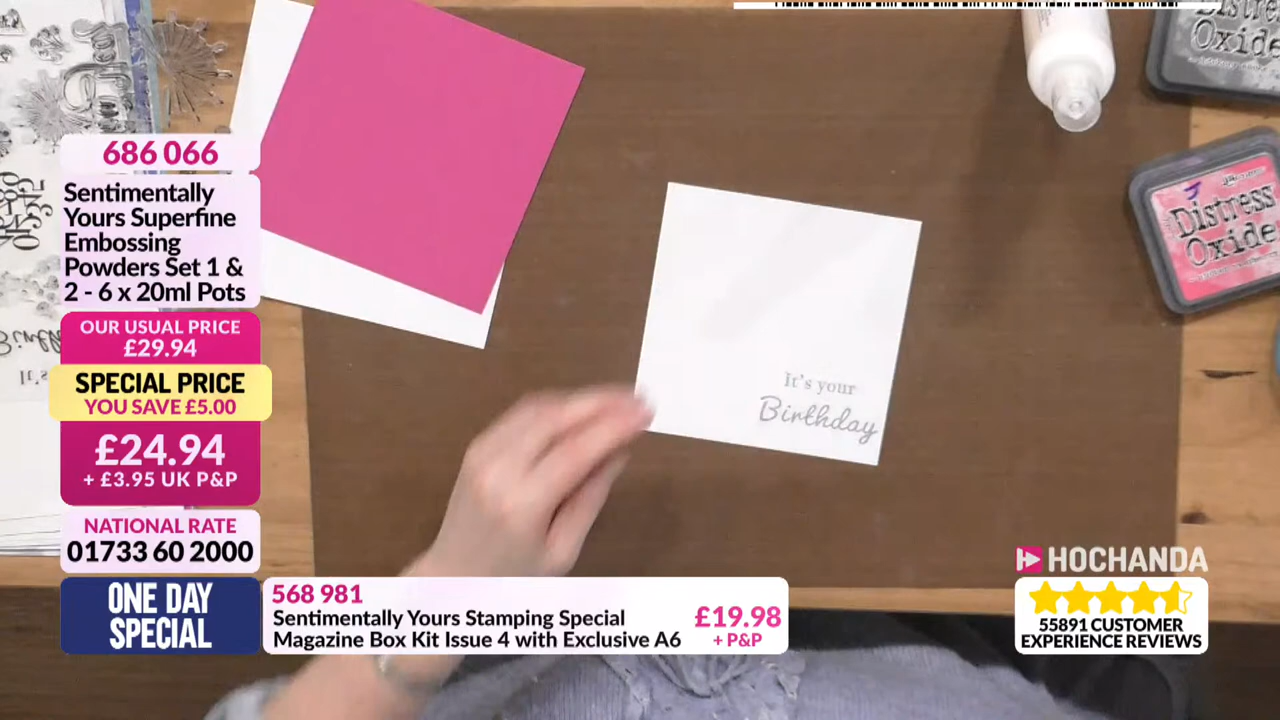 686 066
Sentimentally
Yours Superfine
Embossing
Powders Set 1 &
2 - 6 x 20ml Pots
OUR USUAL PRICE
£29.94
SPECIAL PRICE
YOU SAVE £5.00
£24.94
+ £3.95 UK P&P
NATIONAL RATE
01733 60 2000
ONE DAY
SPECIAL
568 981
Sentimentally Yours Stamping Special
Magazine Box Kit Issue 4 with Exclusive A6
£19.98
+ P&P
HOCHANDA
55891 CUSTOMER
EXPERIENCE REVIEWS
It's your
Birthday
Distress
Oxide
Distress
Oxide
It's